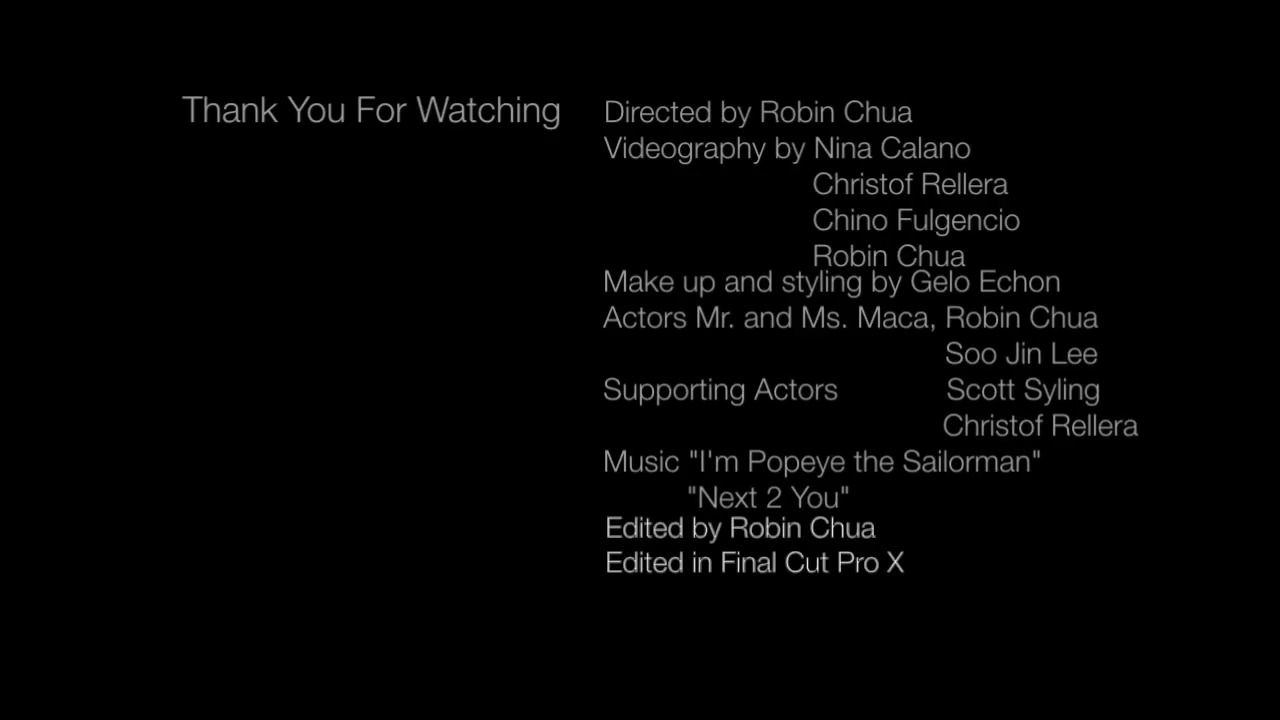 Thank You For Watching
Directed by Robin Chua
Videography by Nina Calano
Christof Rellera
Chino Fulgencio
Robin Chua
Make up and styling by Gelo Echon
Actors Mr. and Ms. Maca, Robin Chua
Soo Jin Lee
Supporting Actors Scott Syling
Christof Rellera
Music "I'm Popeye the Sailorman"
"Next 2 You"
Edited by Robin Chua
Edited in Final Cut Pro X